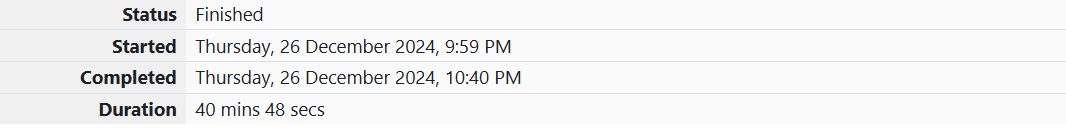 Status Finished
Started Thursday, 26 December 2024, 9:59 PM
Completed Thursday, 26 December 2024, 10:40 PM
Duration 40 mins 48 secs